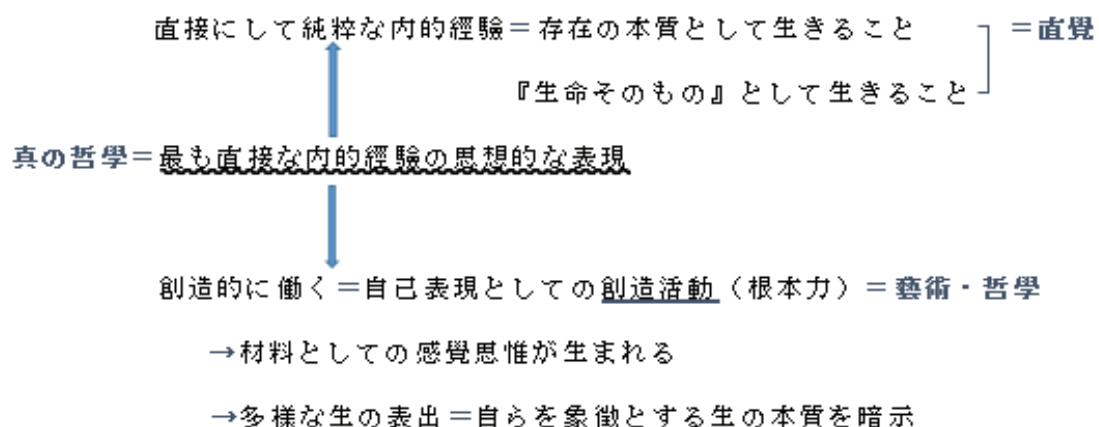 直接にして純粋な内的經驗＝存在の本質として生きること ＝直覺
『生命そのもの』として生きること
真の哲學＝最も直接な内的經驗の思想的な表現
創造的に働く＝自己表現としての創造活動（根本力）＝藝術・哲學
→材料としての感覺思惟が生まれる
→多様な生の表出＝自らを象徴とする生の本質を暗示